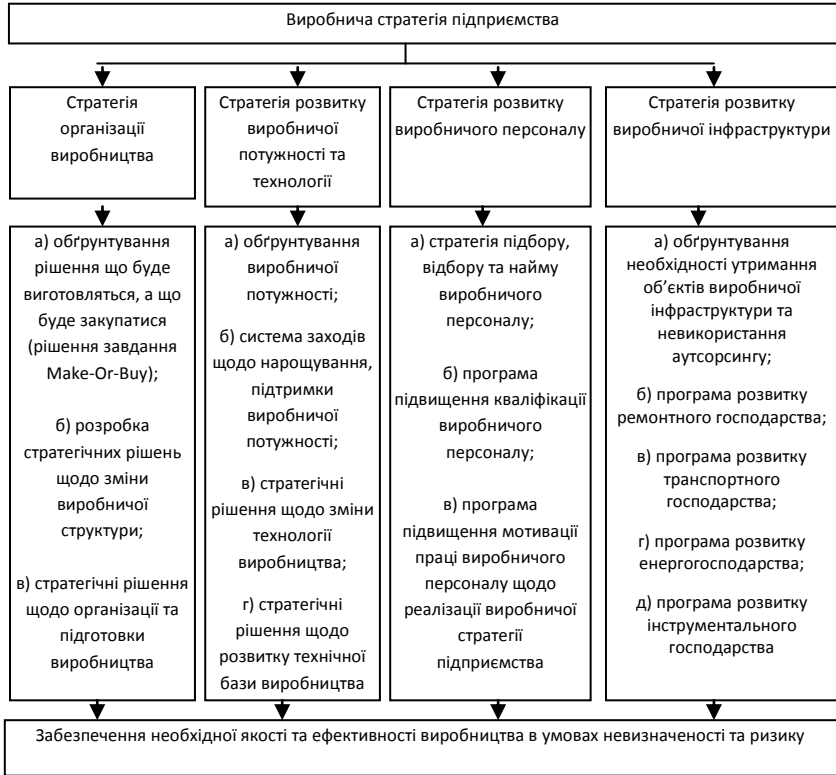 Виробнича стратегія підприємства
Стратегія
організації
виробництва
Стратегія розвитку
виробничої
потужності та
технології
Стратегія розвитку
виробничого персоналу
Стратегія розвитку
виробничої інфраструктури
а) обґрунтування
рішення що буде
виготовляться, а що
буде закупатися
(рішення завдання
Make-Or-Buy);
б) розробка
стратегічних рішень
щодо зміни
виробничої
структури;
в) стратегічні рішення
щодо організації та
підготовки
виробництва
а) обґрунтування
виробничої
потужності;
б) система заходів
щодо нарощування,
підтримки
виробничої
потужності;
в) стратегічні
рішення щодо зміни
технології
виробництва;
г) стратегічні
рішення щодо
розвитку технічної
бази виробництва
а) стратегія підбору,
відбору та найму
виробничого
персоналу;
б) програма
підвищення кваліфікації
виробничого
персоналу;
в) програма
підвищення мотивації
праці виробничого
персоналу щодо
реалізації виробничої
стратегії
підприємства
а) обґрунтування
необхідності утримання
об’єктів виробничої
інфраструктури та
невикористання
аутсорсингу;
б) програма розвитку
ремонтного господарства;
в) програма розвитку
транспортного
господарства;
г) програма розвитку
енергогосподарства;
д) програма розвитку
інструментального
господарства
Забезпечення необхідної якості та ефективності виробництва в умовах невизначеності та ризику